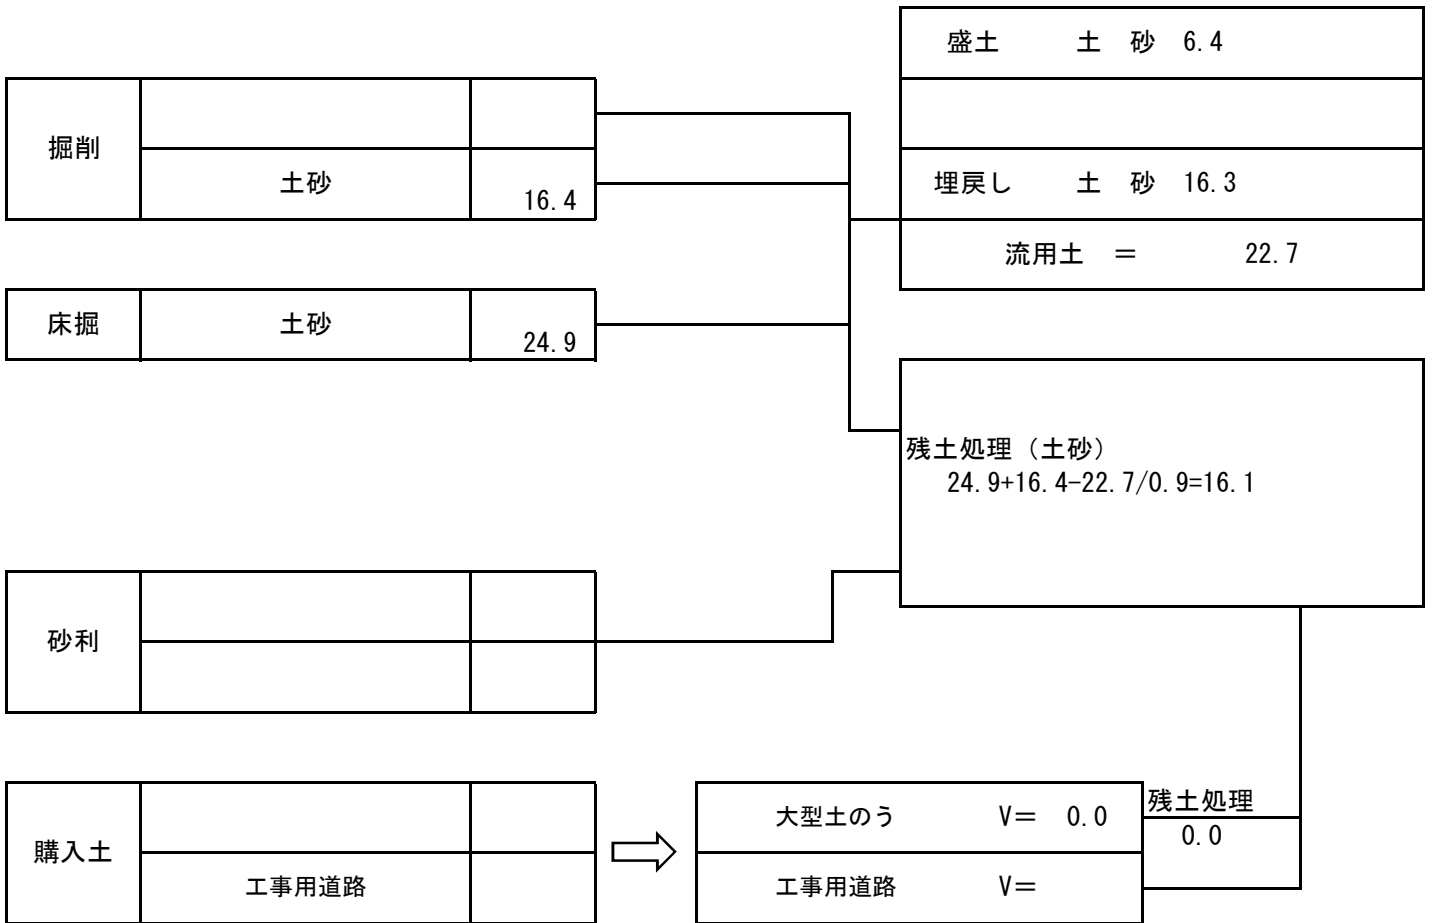 盛土 土 砂 6.4
掘削
土砂 16.4
埋戻し 土 砂 16.3
流用土 ＝ 22.7
床掘 土砂 24.9
残土処理（土砂）
24.9+16.4-22.7/0.9=16.1
砂利
購入土
工事用道路
大型土のう V＝ 0.0
工事用道路 V＝
残土処理
0.0